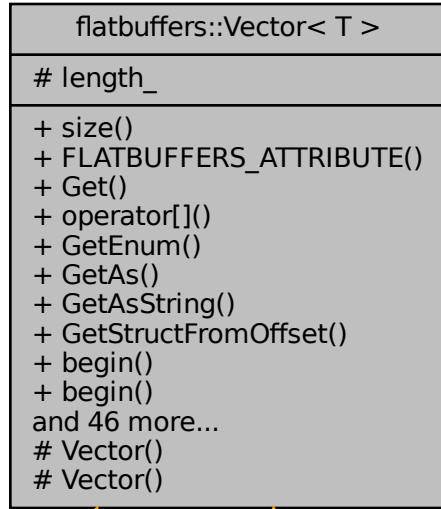 flatbuffers::Vector< T >
# length_
+ size()
+ FLATBUFFERS_ATTRIBUTE()
+ Get()
+ operator[]()
+ GetEnum()
+ GetAs()
+ GetAsString()
+ GetStructFromOffset()
+ begin()
+ begin()
and 46 more...
# Vector()
# Vector()